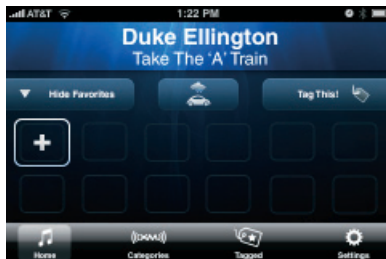 AT&T 1:22 PM
Duke Ellington
Take The ‘A’ Train
Hide Favorites Tag This!
+
((XM))
Home Categories Tagged Settings